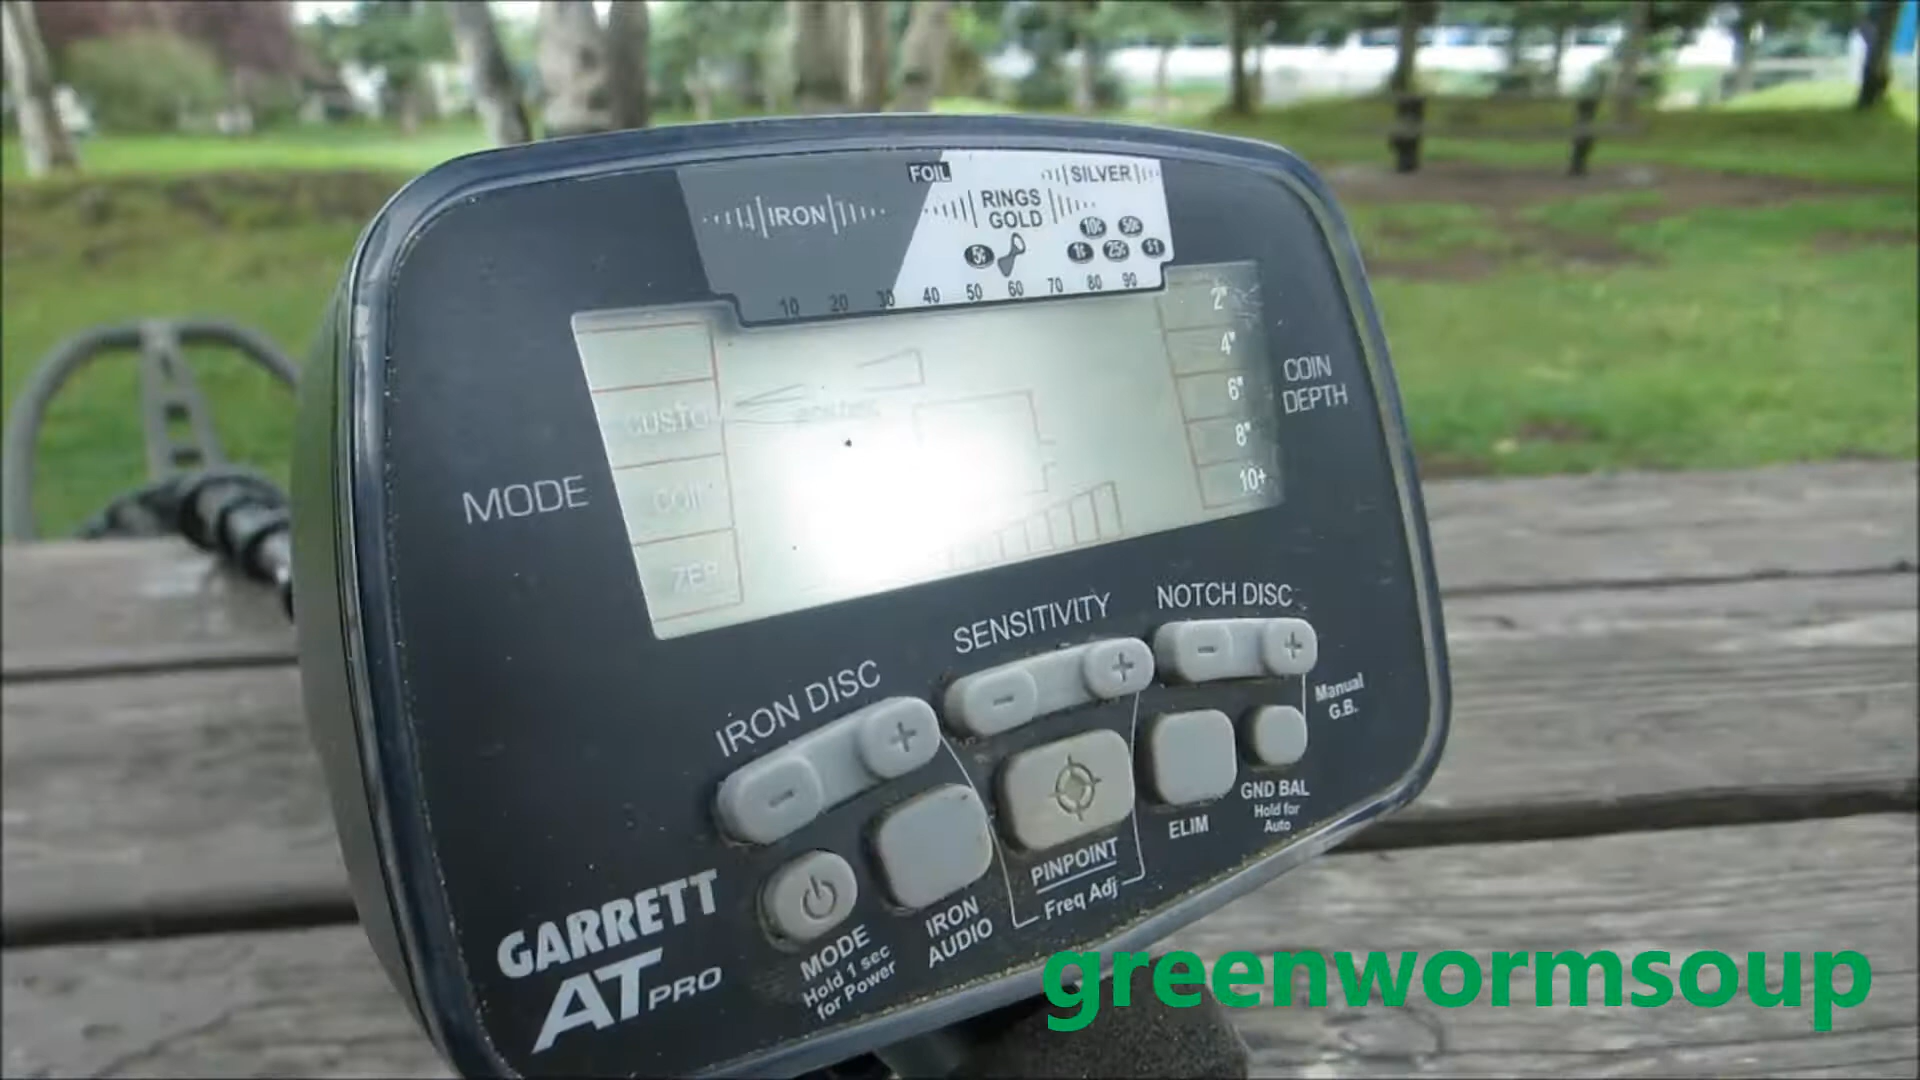 FOIL
SILVER
IRON
RINGS
GOLD
10¢ 50¢
5¢ 1¢ 25¢ $1
10 20 30 40 50 60 70 80 90
2"
4"
6"
8"
10+
COIN
DEPTH
MODE
CUSTO
COIN
ZER
IRON DISC
SENSITIVITY
NOTCH DISC
- +
- +
- +
Manual
G.B.
GND BAL
Hold for
Auto
ELIM
PINPOINT
Freq Adj
IRON
AUDIO
MODE
Hold 1 sec
for Power
GARRETT
AT PRO
greenwormsoup